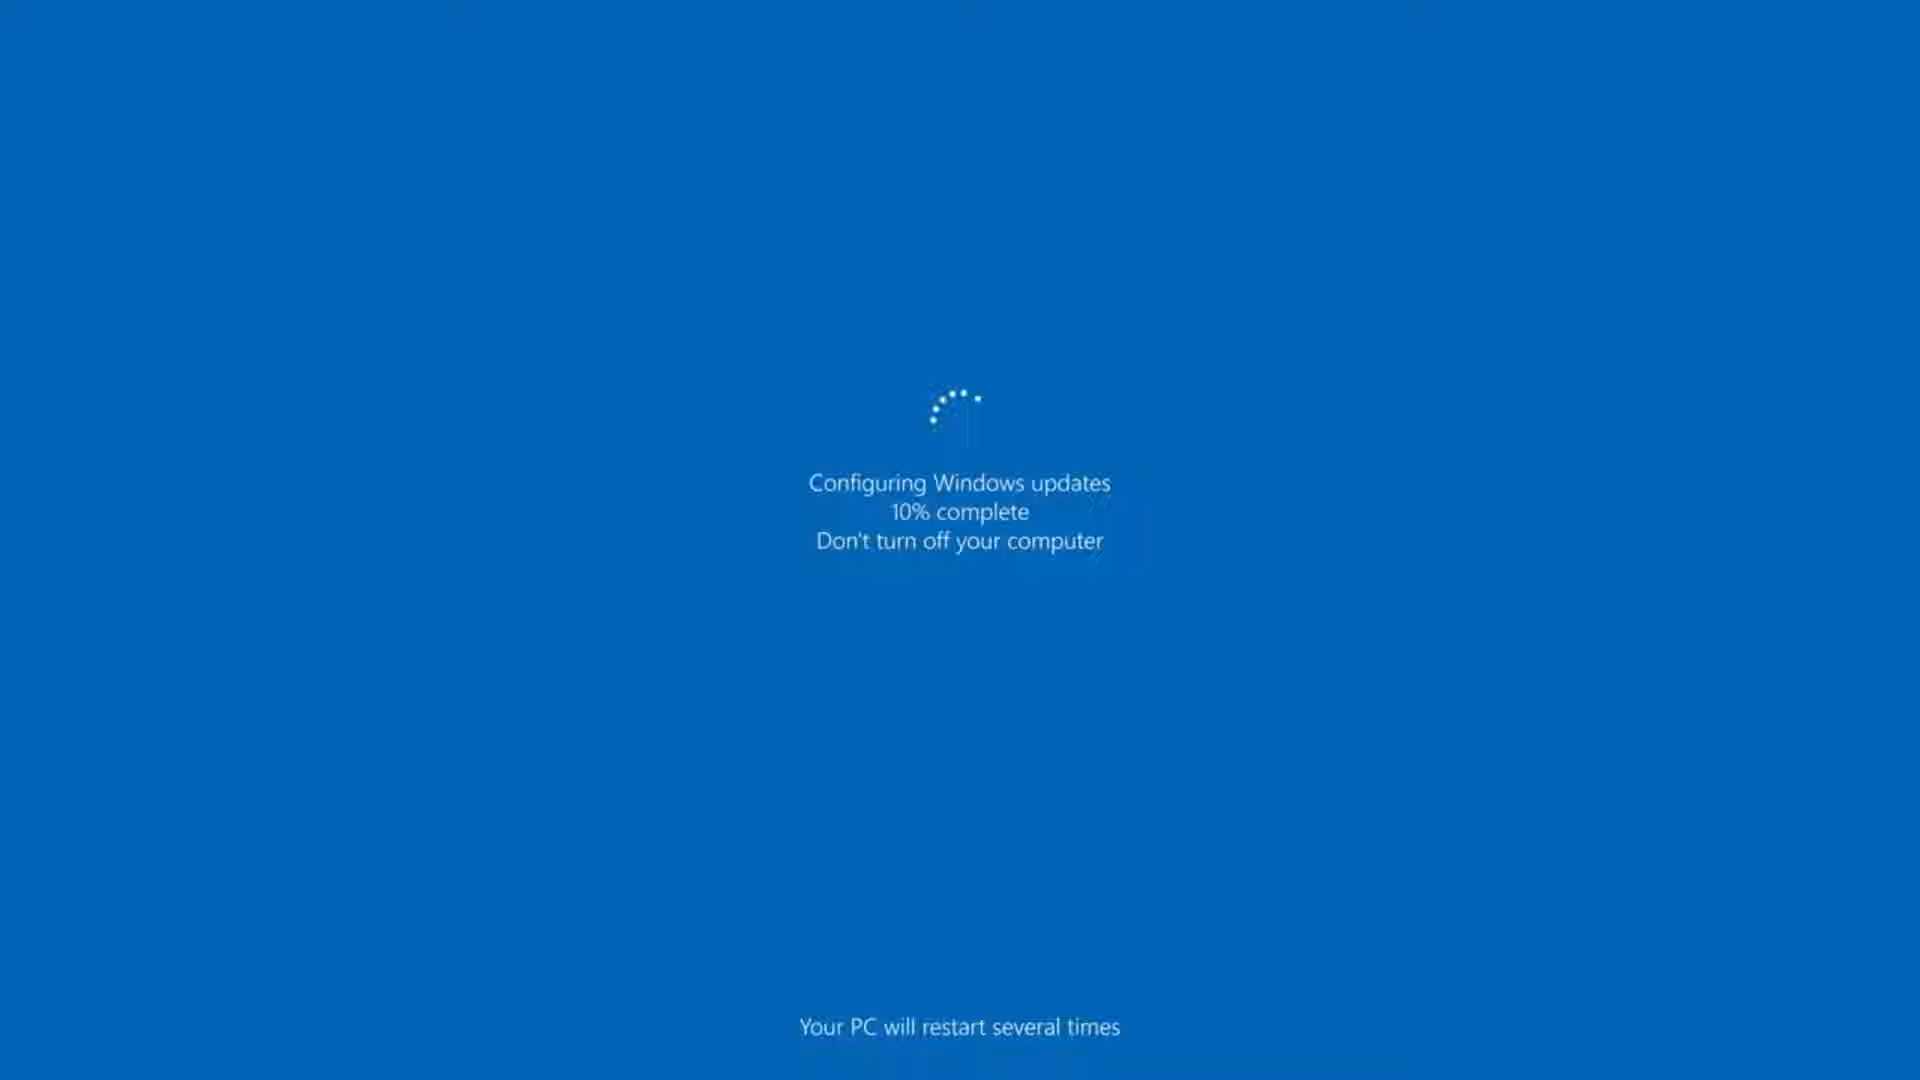 Configuring Windows updates
10% complete
Don't turn off your computer
Your PC will restart several times